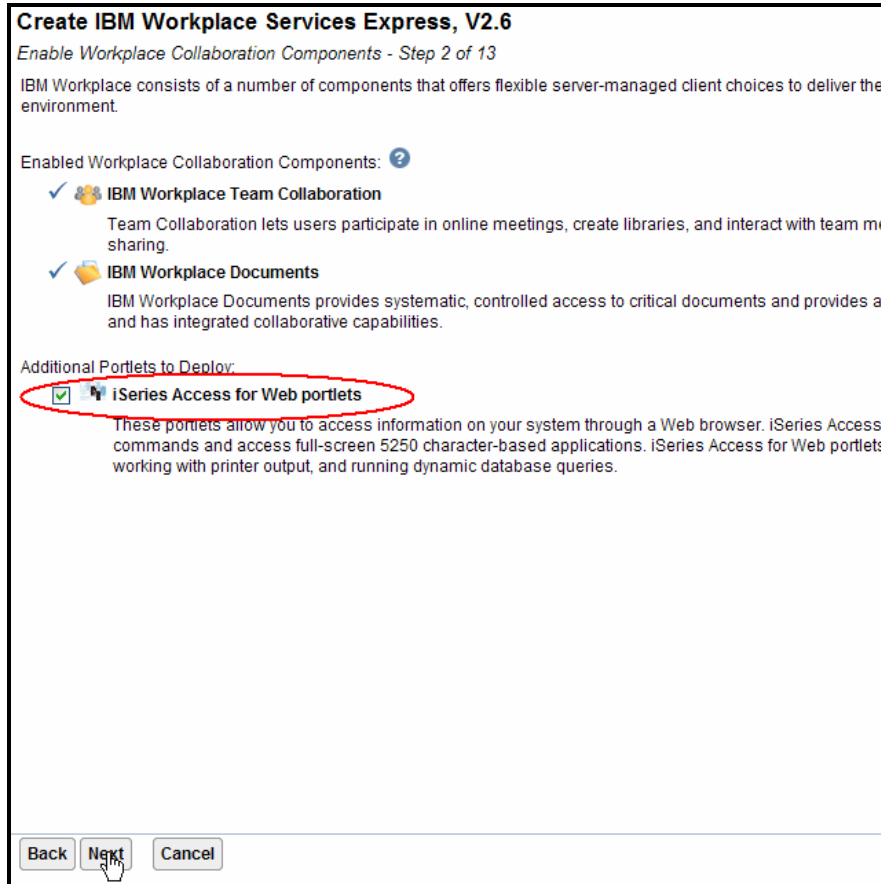 Create IBM Workplace Services Express, V2.6
Enable Workplace Collaboration Components - Step 2 of 13
IBM Workplace consists of a number of components that offers flexible server-managed client choices to deliver the
environment.
Enabled Workplace Collaboration Components: ?
IBM Workplace Team Collaboration
Team Collaboration lets users participate in online meetings, create libraries, and interact with team me
sharing.
IBM Workplace Documents
IBM Workplace Documents provides systematic, controlled access to critical documents and provides a
and has integrated collaborative capabilities.
Additional Portlets to Deploy:
iSeries Access for Web portlets
These portlets allow you to access information on your system through a Web browser. iSeries Access
commands and access full-screen 5250 character-based applications. iSeries Access for Web portlets
working with printer output, and running dynamic database queries.
Back Next Cancel